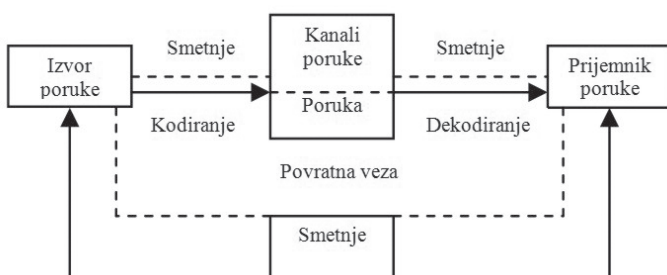 Smetnje
Kanali
poruke
Smetnje
Izvor
poruke
Prijemnik
poruke
Kodiranje
Poruka
Dekodiranje
Povratna veza
Smetnje